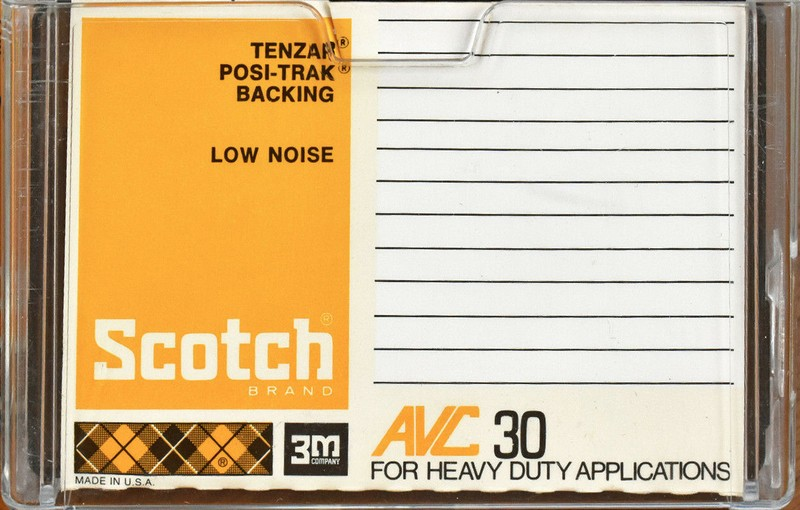 TENZAR®
POSI-TRAK®
BACKING
LOW NOISE
Scotch®
BRAND
®
3M
COMPANY
MADE IN U.S.A.
AVC 30
FOR HEAVY DUTY APPLICATIONS